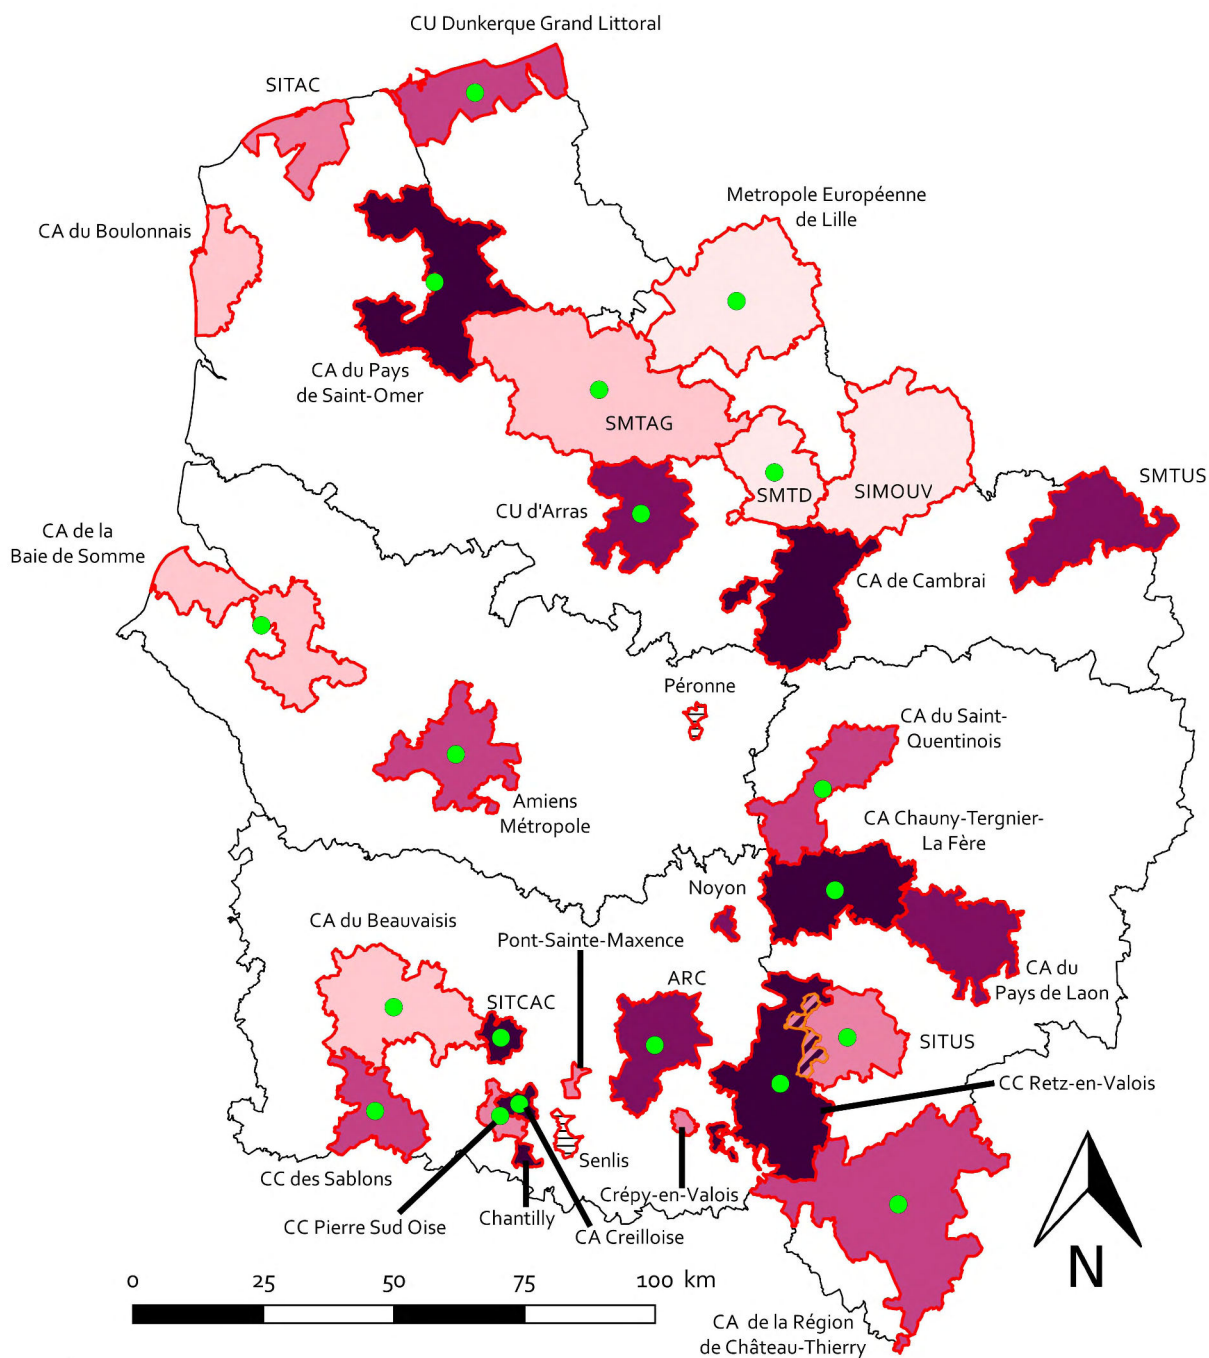 CU Dunkerque Grand Littoral
SITAC
Metropole Européenne
de Lille
CA du Boulonnais
CA du Pays
de Saint-Omer
SMTAG
SMTUS
SMTD
SIMOUV
CU d'Arras
CA de la
Baie de Somme
CA de Cambrai
Péronne
CA du Saint-
Quentinois
Amiens
Métropole
CA Chauny-Tergnier-
La Fère
Noyon
CA du Beauvaisis
Pont-Sainte-Maxence
ARC
CA du
Pays de Laon
SITCAC
SITUS
CC Retz-en-Valois
Senlis
CC des Sablons
Crépy-en-Valois
Chantilly
CC Pierre Sud Oise
CA Creilloise
N
0 25 50 75 100 km
CA de la Région
de Château-Thierry